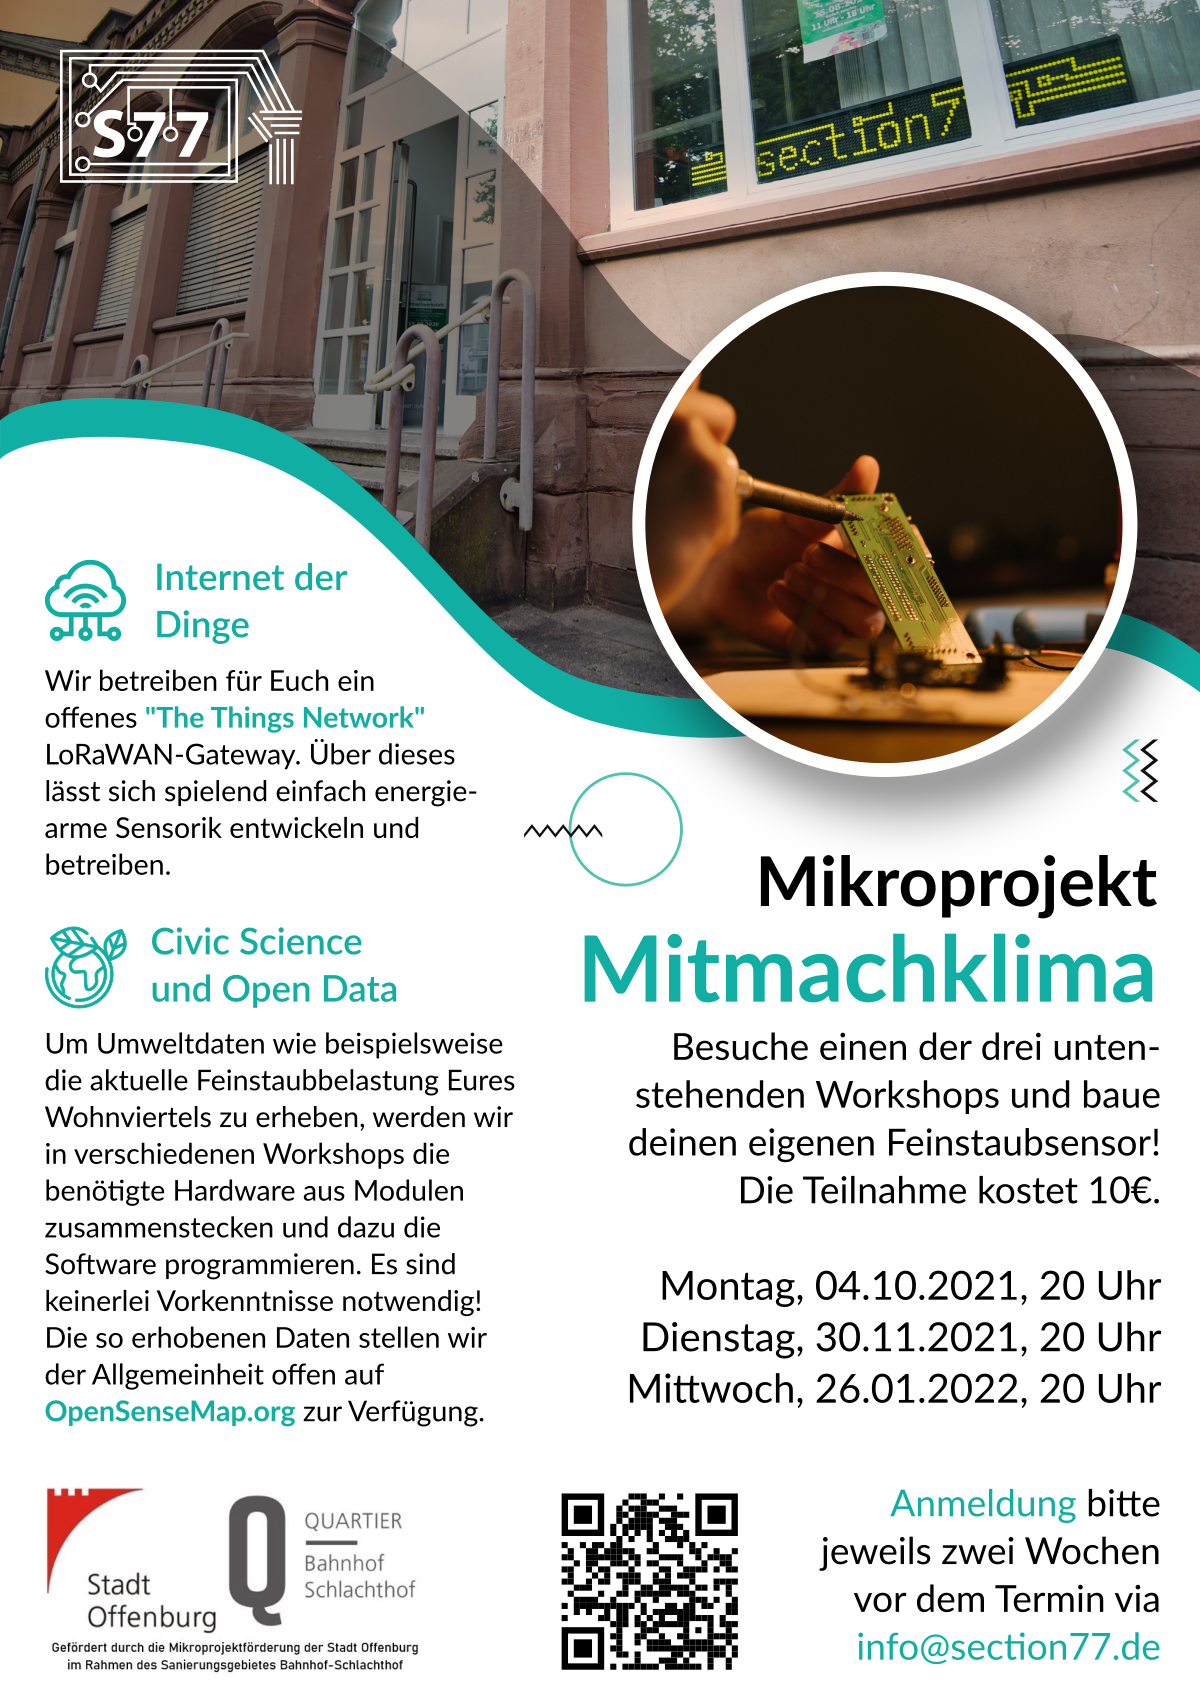 S77
11 Uhr - 18 Uhr
section77
Internet der
Dinge
Wir betreiben für Euch ein
offenes "The Things Network"
LoRaWAN-Gateway. Über dieses
lässt sich spielend einfach energie-
arme Sensorik entwickeln und
betreiben.
Civic Science
und Open Data
Um Umweltdaten wie beispielsweise
die aktuelle Feinstaubbelastung Eures
Wohnviertels zu erheben, werden wir
in verschiedenen Workshops die
benötigte Hardware aus Modulen
zusammenstecken und dazu die
Software programmieren. Es sind
keinerlei Vorkenntnisse notwendig!
Die so erhobenen Daten stellen wir
der Allgemeinheit offen auf
OpenSenseMap.org zur Verfügung.
Mikroprojekt
Mitmachklima
Besuche einen der drei unten-
stehenden Workshops und baue
deinen eigenen Feinstaubsensor!
Die Teilnahme kostet 10€.
Montag, 04.10.2021, 20 Uhr
Dienstag, 30.11.2021, 20 Uhr
Mittwoch, 26.01.2022, 20 Uhr
Stadt
Offenburg
QUARTIER
Bahnhof
Schlachthof
Gefördert durch die Mikroprojektförderung der Stadt Offenburg
im Rahmen des Sanierungsgebietes Bahnhof-Schlachthof
Anmeldung bitte
jeweils zwei Wochen
vor dem Termin via
info@section77.de